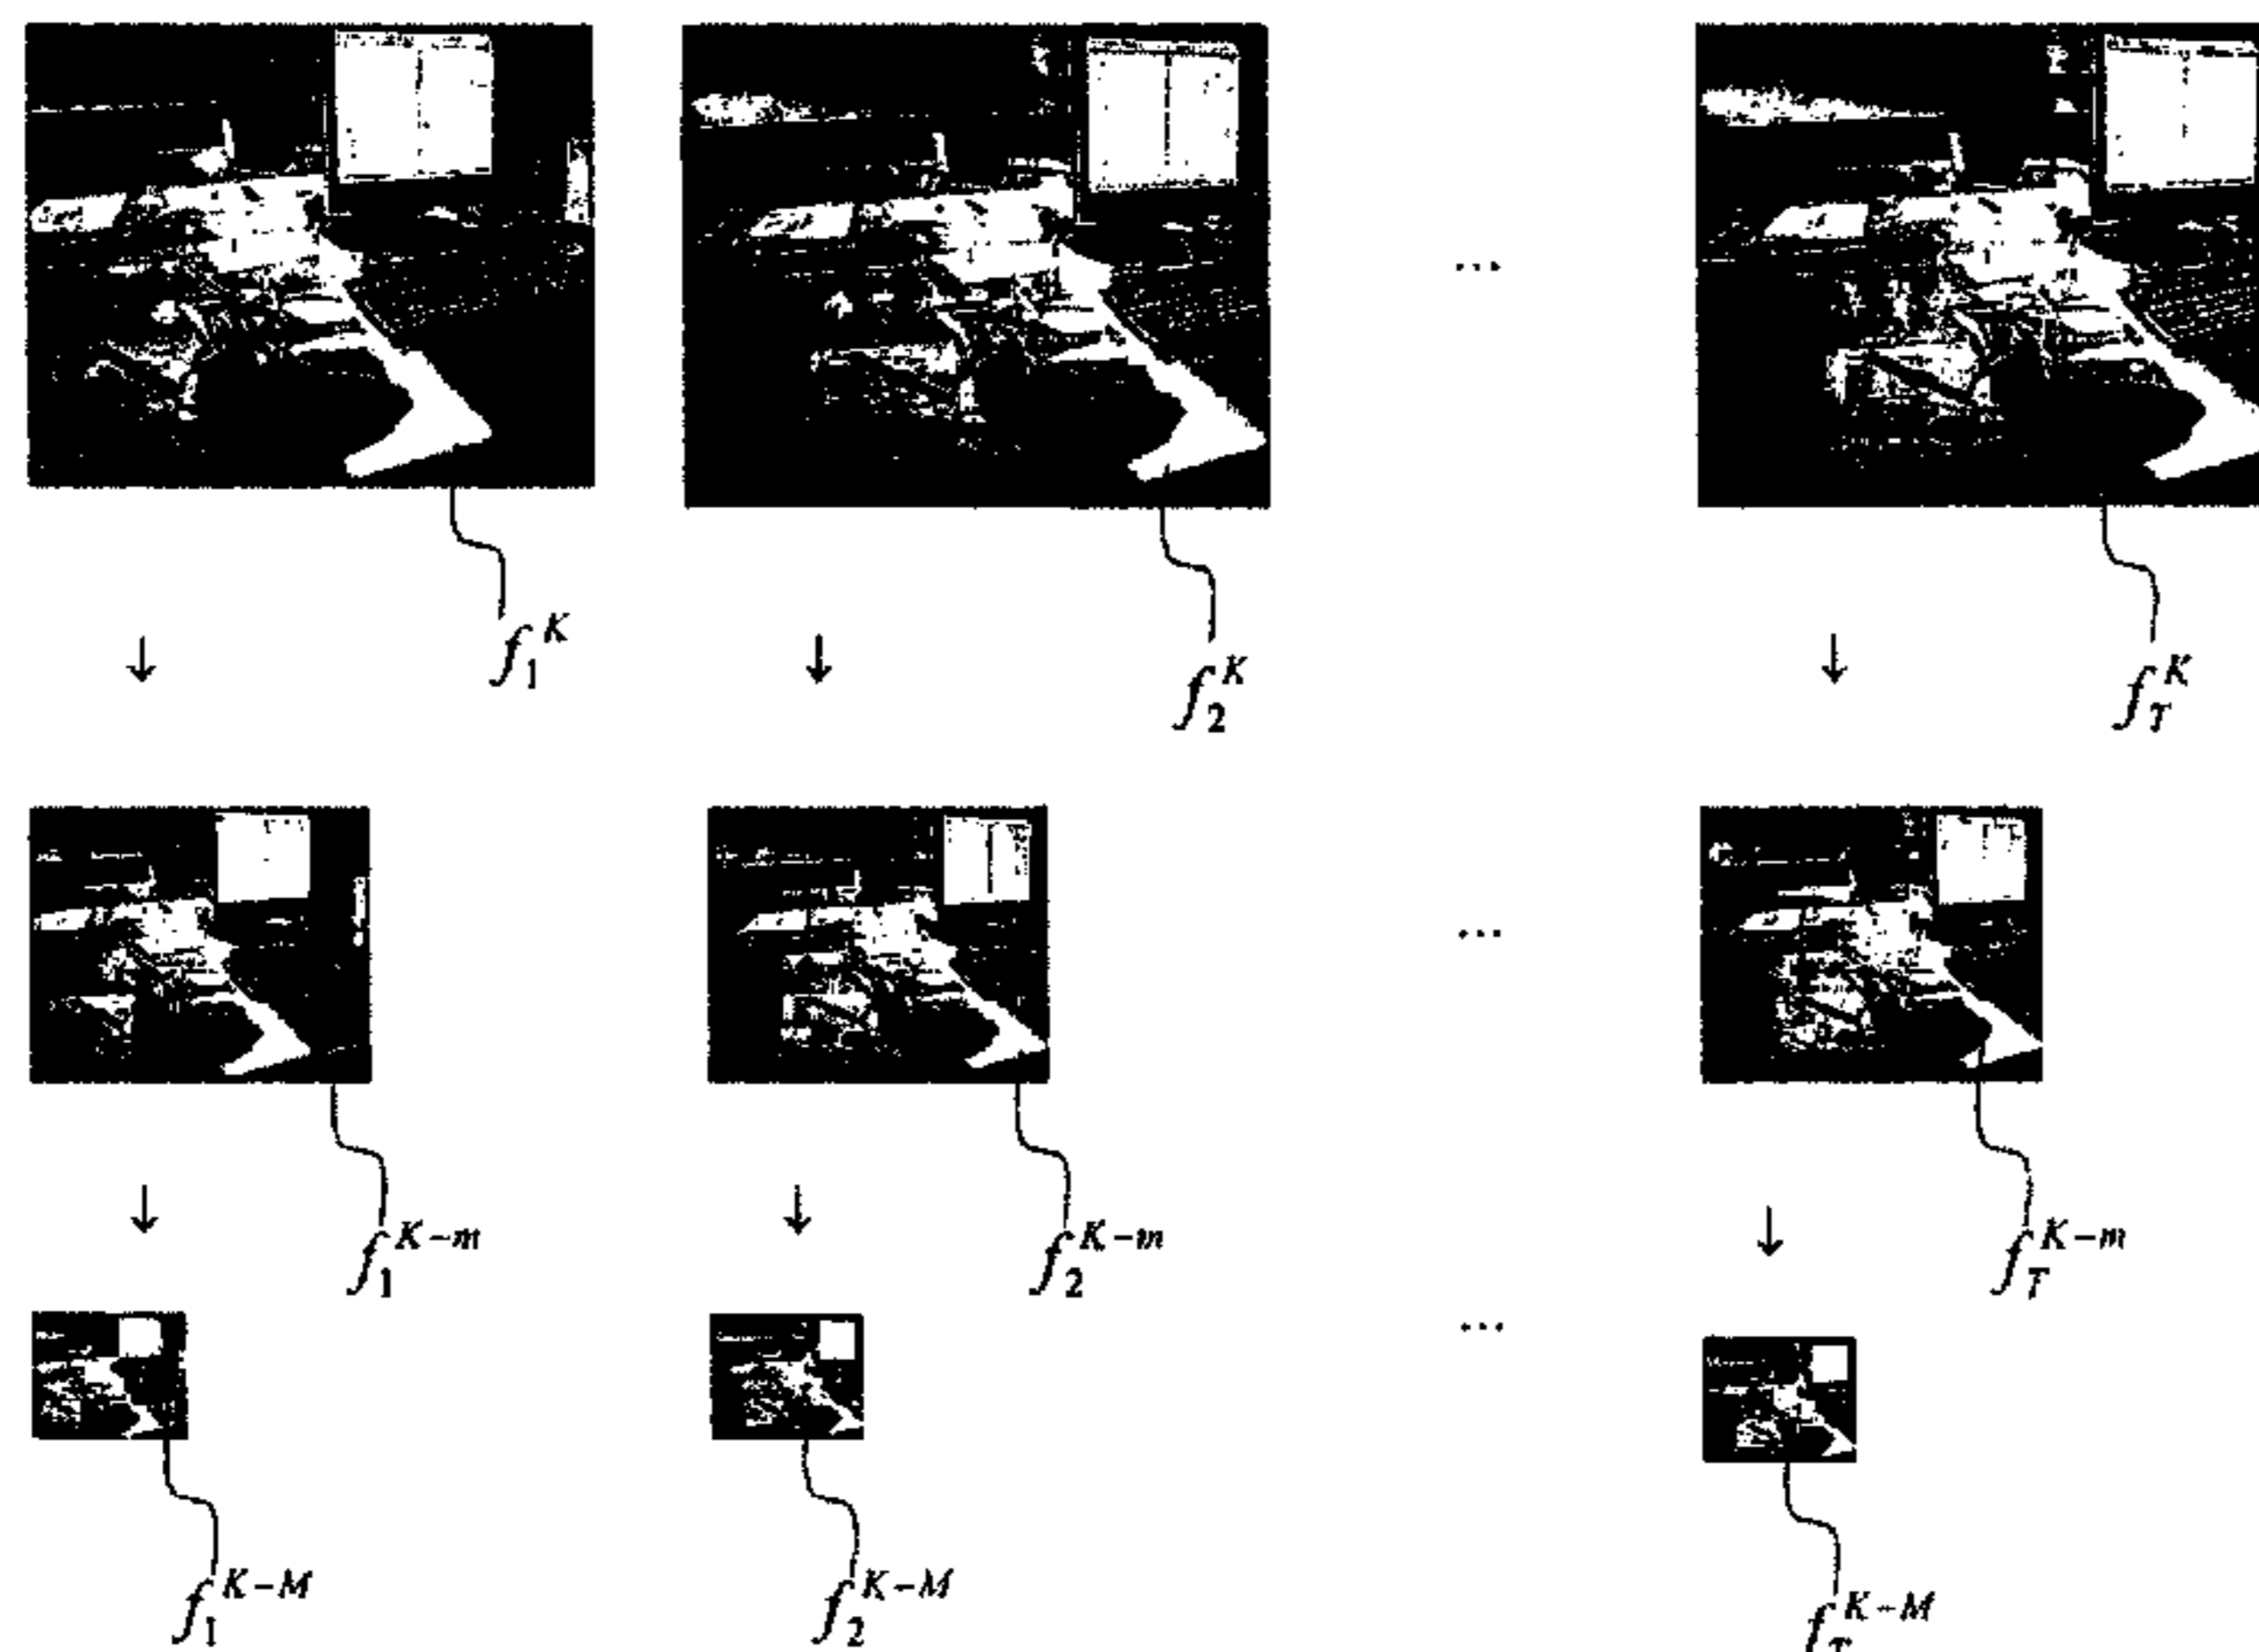 f_1^K
f_2^K
...
f_T^K
f_1^{K-m}
f_2^{K-m}
...
f_T^{K-m}
f_1^{K-M}
f_2^{K-M}
...
f_T^{K-M}